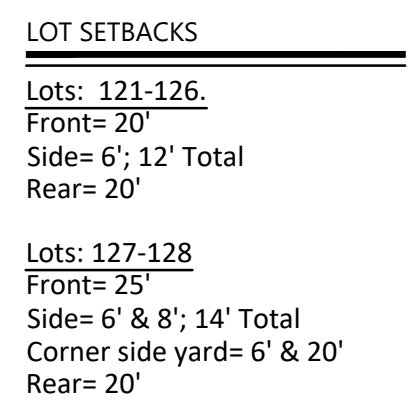 LOT SETBACKS
Lots:  121-126.
Front= 20'
Side= 6'; 12' Total
Rear= 20'
Lots: 127-128
Front= 25'
Side= 6' & 8'; 14' Total
Corner side yard= 6' & 20'
Rear= 20'